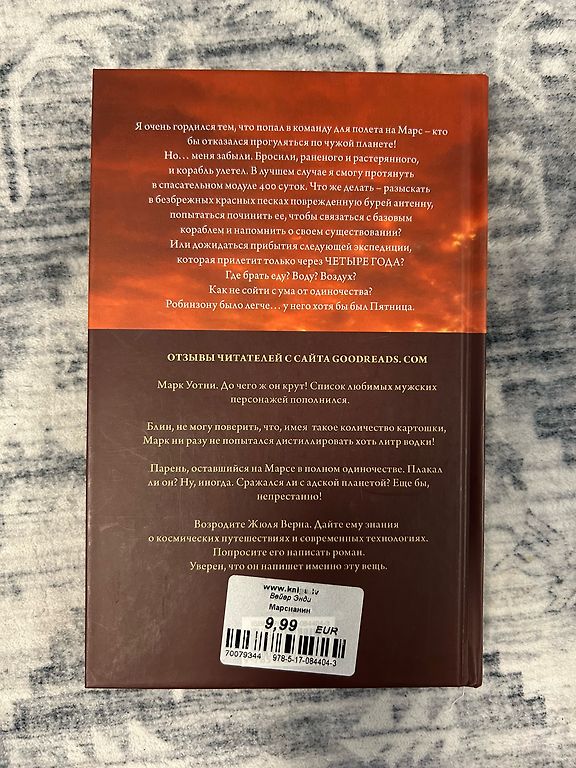 Я очень гордился тем, что попал в команду для полета на Марс – кто
бы отказался прогуляться по чужой планете!
Но… меня забыли. Бросили, раненого и растерянного,
и корабль улетел. В лучшем случае я смогу протянуть
в спасательном модуле 400 суток. Что же делать – разыскать
в безбрежных красных песках поврежденную бурей антенну,
попытаться починить ее, чтобы связаться с базовым
кораблем и напомнить о своем существовании?
Или дожидаться прибытия следующей экспедиции,
которая прилетит только через ЧЕТЫРЕ ГОДА?
Где брать еду? Воду? Воздух?
Как не сойти с ума от одиночества?
Робинзону было легче… у него хотя бы был Пятница.
ОТЗЫВЫ ЧИТАТЕЛЕЙ С САЙТА GOODREADS. COM
Марк Уотни. До чего ж он крут! Список любимых мужских
персонажей пополнился.
Блин, не могу поверить, что, имея такое количество картошки,
Марк ни разу не попытался дистиллировать хоть литр водки!
Парень, оставшийся на Марсе в полном одиночестве. Плакал
ли он? Ну, иногда. Сражался ли с адской планетой? Еще бы,
непрестанно!
Возродите Жюля Верна. Дайте ему знания
о космических путешествиях и современных технологиях.
Попросите его написать роман.
Уверен, что он напишет именно эту вещь.
Вейер Энди
Марсианин
9,99 EUR
70079344 978-5-17-084404-3